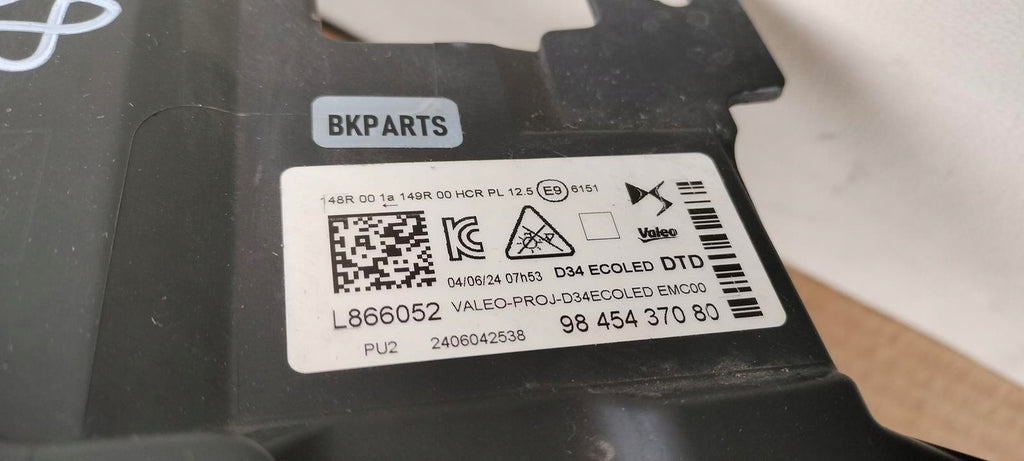 BKPARTS
148R 00 1a 149R 00 HCR PL 12.5 E9 6151
Valeo
04/06/24 07h53 D34 ECOLED DTD
L866052 VALEO-PROJ-D34ECOLED EMC00
PU2 2406042538 98 454 370 80